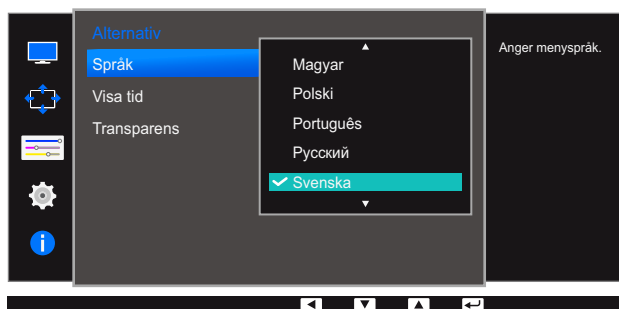 Alternativ
Språk
Visa tid
Transparens
Magyar
Polski
Português
Русский
Svenska
Anger menyspråk.